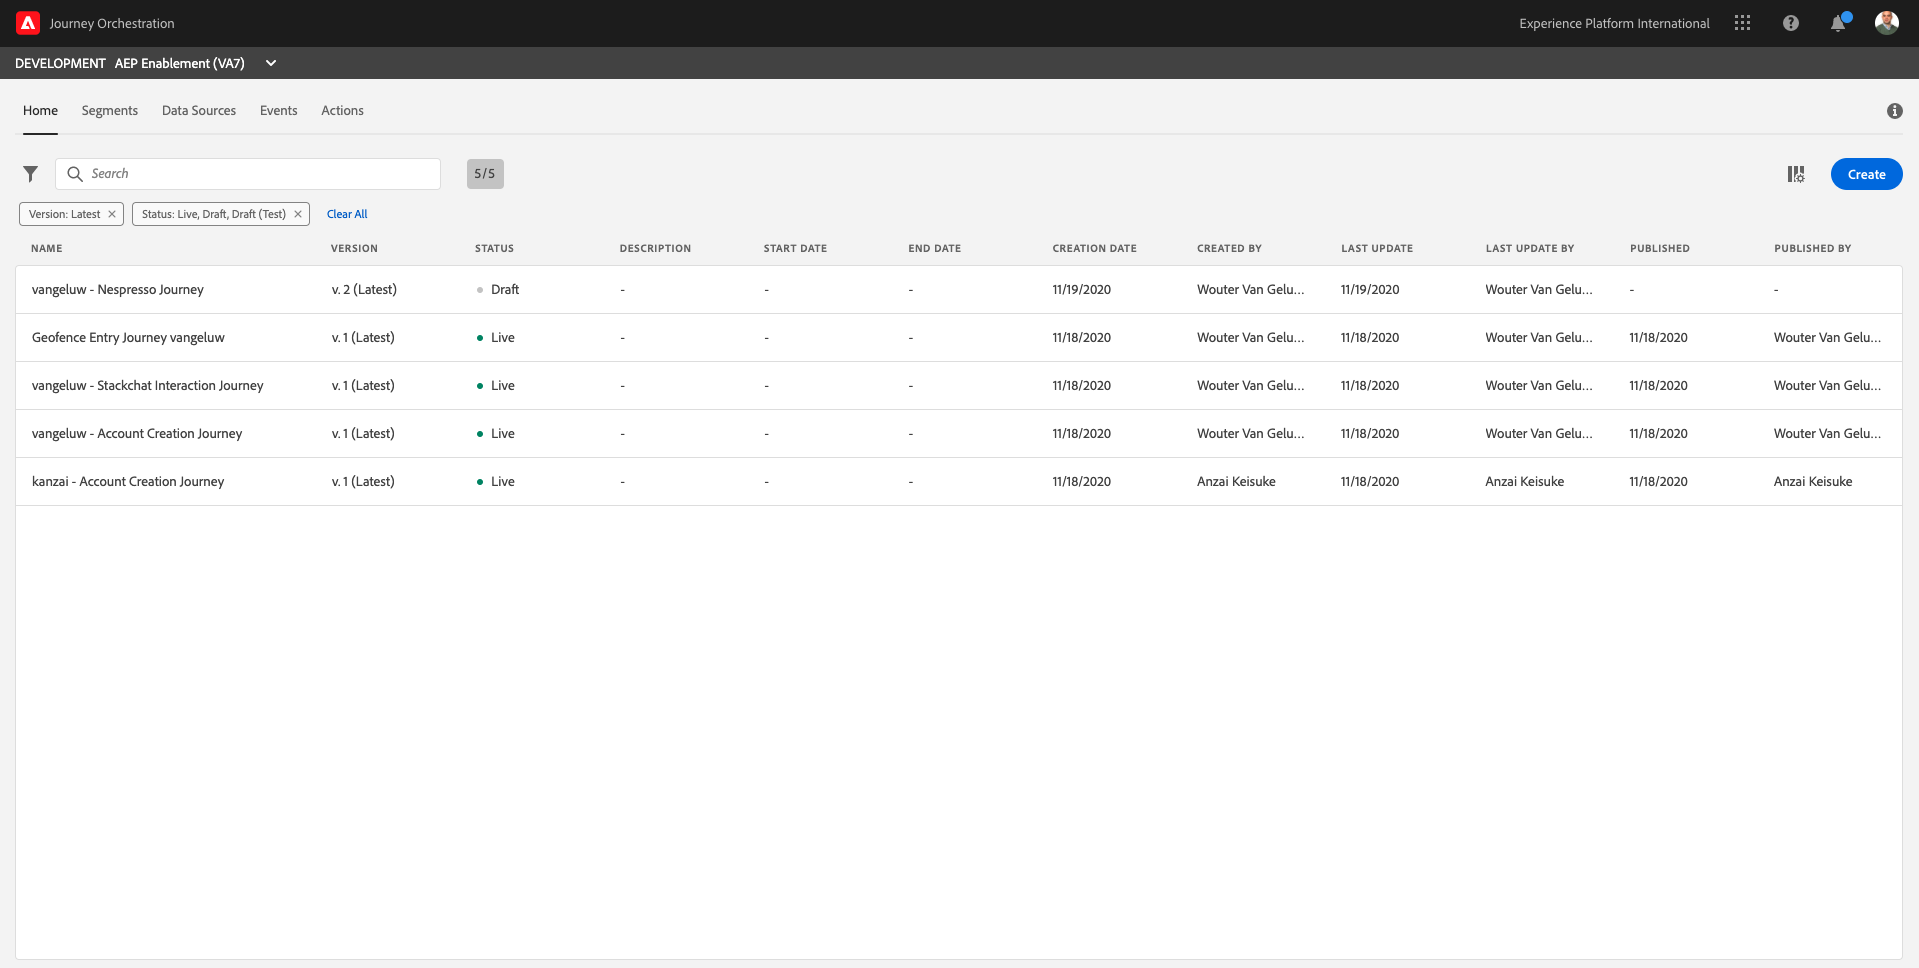 Journey Orchestration
Experience Platform International
DEVELOPMENT AEP Enablement (VA7)
Home Segments Data Sources Events Actions
Search
5/5
Create
Version: Latest
Status: Live, Draft, Draft (Test)
Clear All
NAME VERSION STATUS DESCRIPTION START DATE END DATE CREATION DATE CREATED BY LAST UPDATE LAST UPDATE BY PUBLISHED PUBLISHED BY
vangeluw - Nespresso Journey v. 2 (Latest) Draft - - - 11/19/2020 Wouter Van Gelu... 11/19/2020 Wouter Van Gelu... - -
Geofence Entry Journey vangeluw v. 1 (Latest) Live - - - 11/18/2020 Wouter Van Gelu... 11/18/2020 Wouter Van Gelu... 11/18/2020 Wouter Van Gelu...
vangeluw - Stackchat Interaction Journey v. 1 (Latest) Live - - - 11/18/2020 Wouter Van Gelu... 11/18/2020 Wouter Van Gelu... 11/18/2020 Wouter Van Gelu...
vangeluw - Account Creation Journey v. 1 (Latest) Live - - - 11/18/2020 Wouter Van Gelu... 11/18/2020 Wouter Van Gelu... 11/18/2020 Wouter Van Gelu...
kanzai - Account Creation Journey v. 1 (Latest) Live - - - 11/18/2020 Anzai Keisuke 11/18/2020 Anzai Keisuke 11/18/2020 Anzai Keisuke